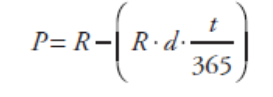 P= R – ( R · d · t/365 )